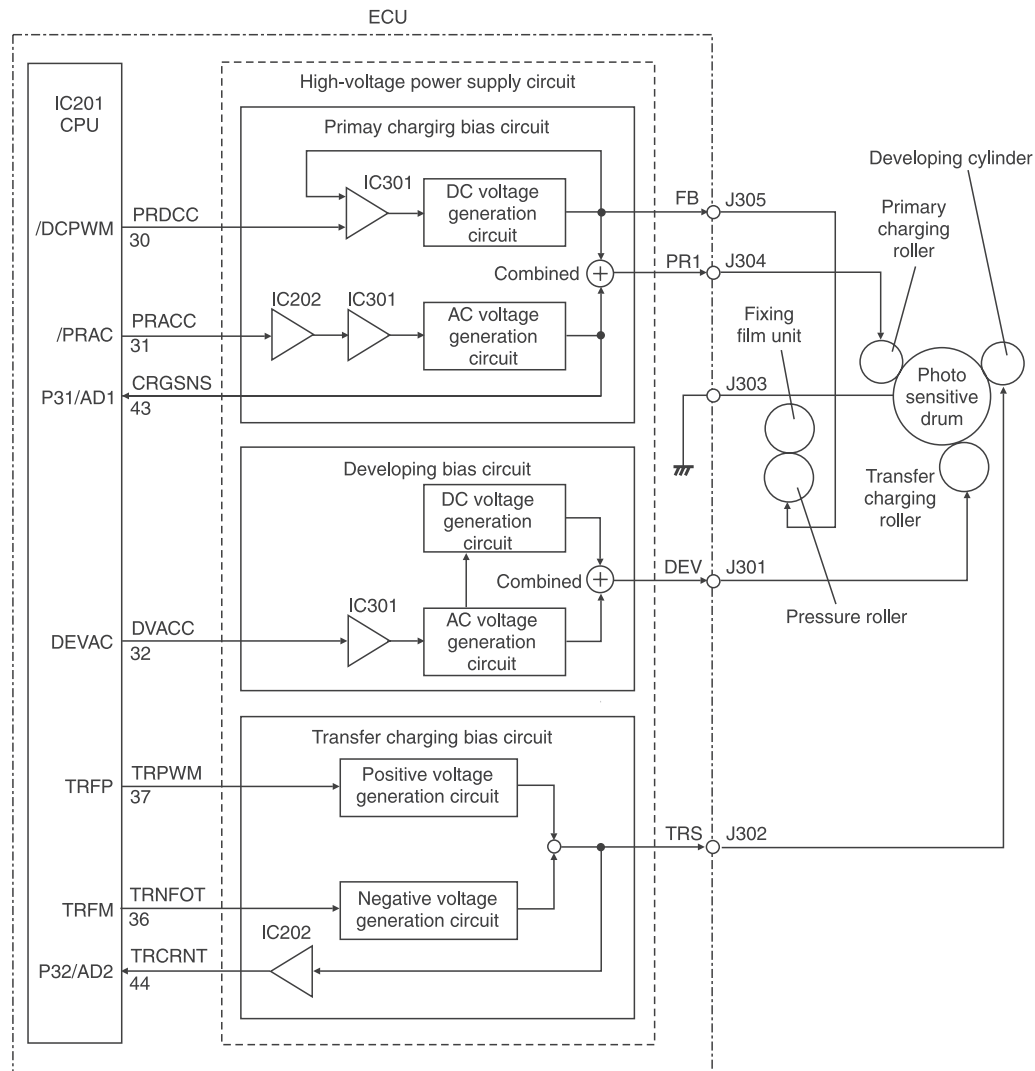 ECU
High-voltage power supply circuit
IC201
CPU
Primay chargirg bias circuit
Developing cylinder
IC301
DC voltage
generation
circuit
FB
J305
PRDCC
/DCPWM
30
Primary
charging
roller
Combined
PR1
J304
IC202
IC301
AC voltage
generation
circuit
PRACC
/PRAC
31
Fixing
film unit
CRGSNS
P31/AD1
43
J303
Photo
sensitive
drum
Developing bias circuit
DC voltage
generation
circuit
Transfer
charging
roller
Combined
DEV
J301
IC301
AC voltage
generation
circuit
Pressure roller
DVACC
DEVAC
32
Transfer charging bias circuit
TRPWM
TRFP
37
Positive voltage
generation circuit
TRS
J302
TRNFOT
TRFM
36
Negative voltage
generation circuit
IC202
TRCRNT
P32/AD2
44